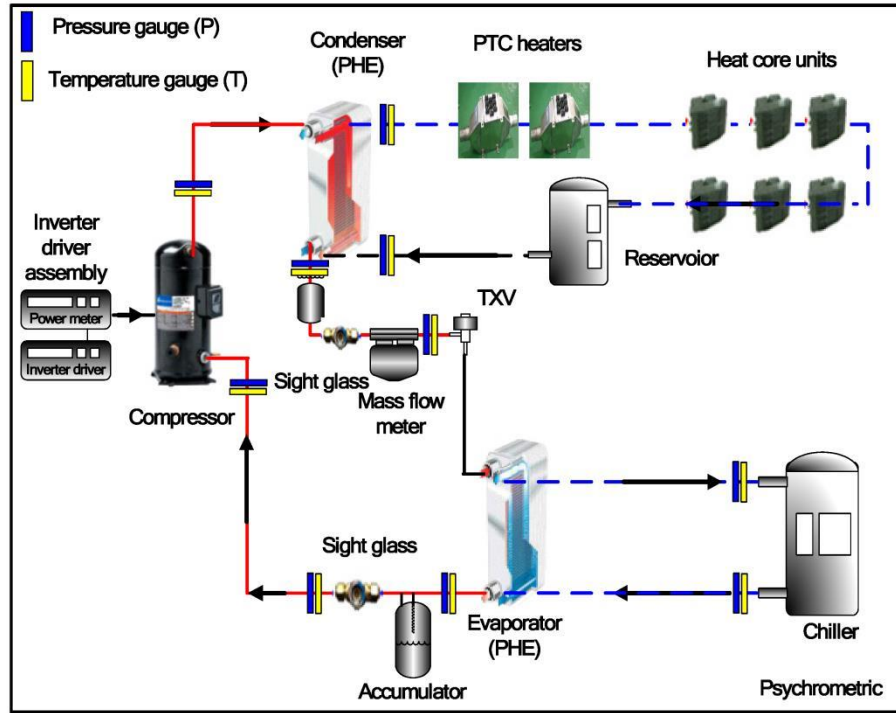 Pressure gauge (P)
Temperature gauge (T)
Condenser
(PHE)
PTC heaters
Heat core units
Inverter
driver
assembly
Power meter
Inverter driver
Compressor
Reservoior
TXV
Sight glass
Mass flow
meter
Sight glass
Accumulator
Evaporator
(PHE)
Chiller
Psychrometric